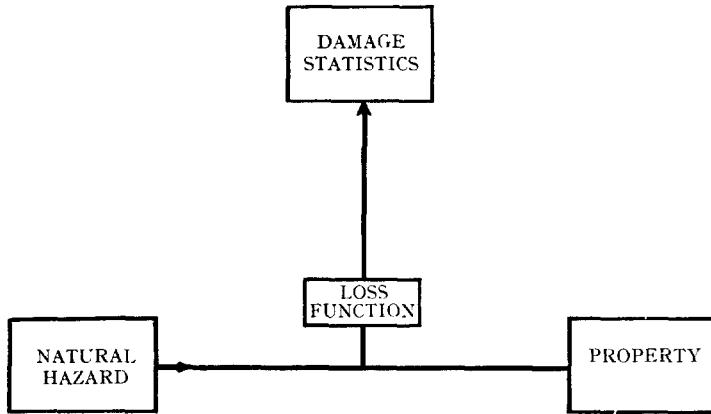 DAMAGE
STATISTICS
LOSS
FUNCTION
NATURAL
HAZARD
PROPERTY